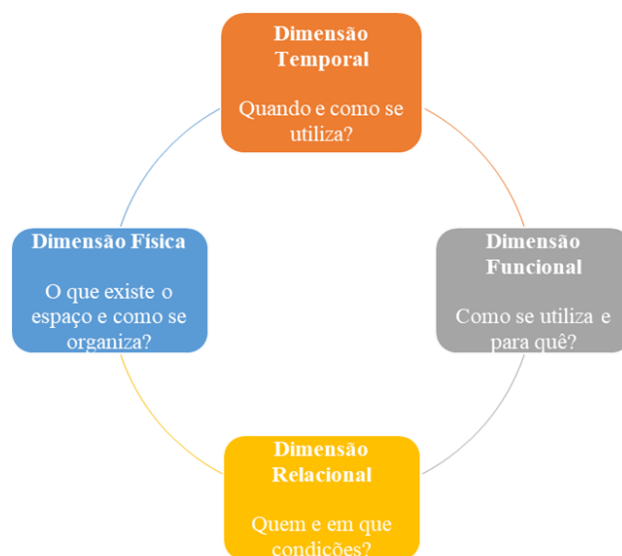 Dimensão
Temporal
Quando e como se
utiliza?
Dimensão Física
O que existe o
espaço e como se
organiza?
Dimensão
Funcional
Como se utiliza e
para quê?
Dimensão
Relacional
Quem e em que
condições?